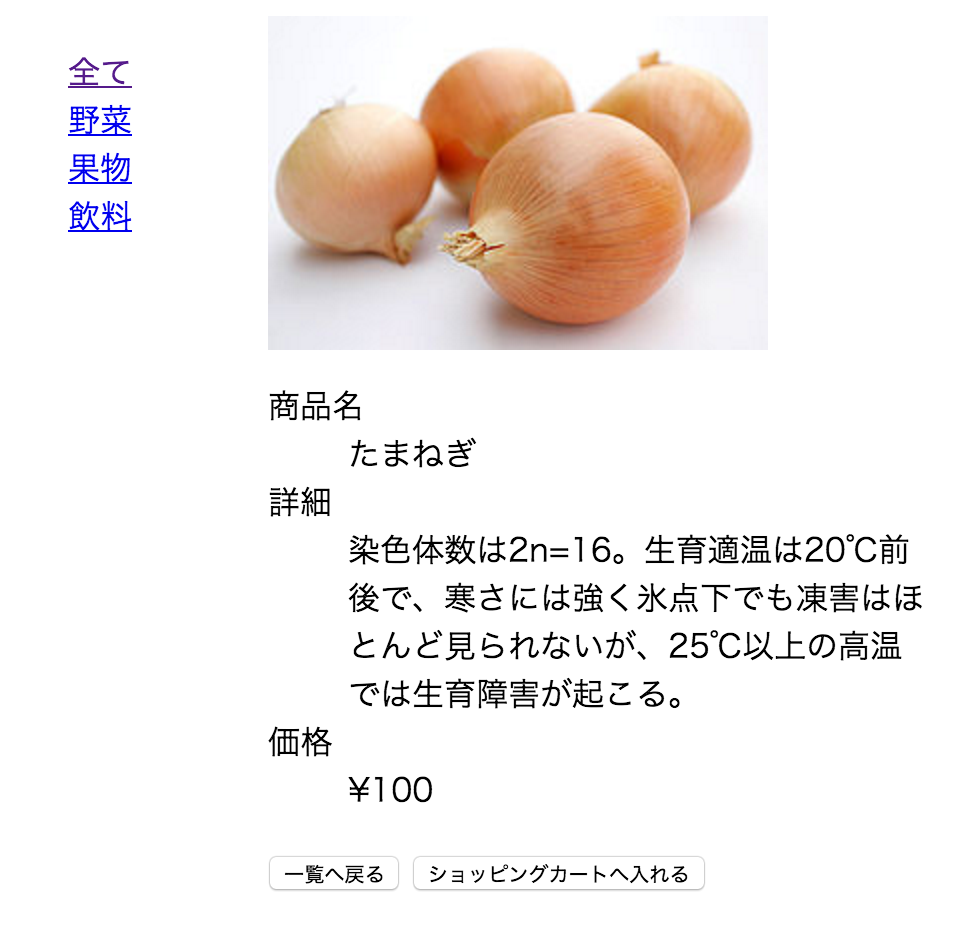 全て
野菜
果物
飲料
商品名
たまねぎ
詳細
染色体数は2n=16。生育適温は20℃前
後で、寒さには強く氷点下でも凍害はほ
とんど見られないが、25℃以上の高温
では生育障害が起こる。
価格
¥100
一覧へ戻る ショッピングカートへ入れる